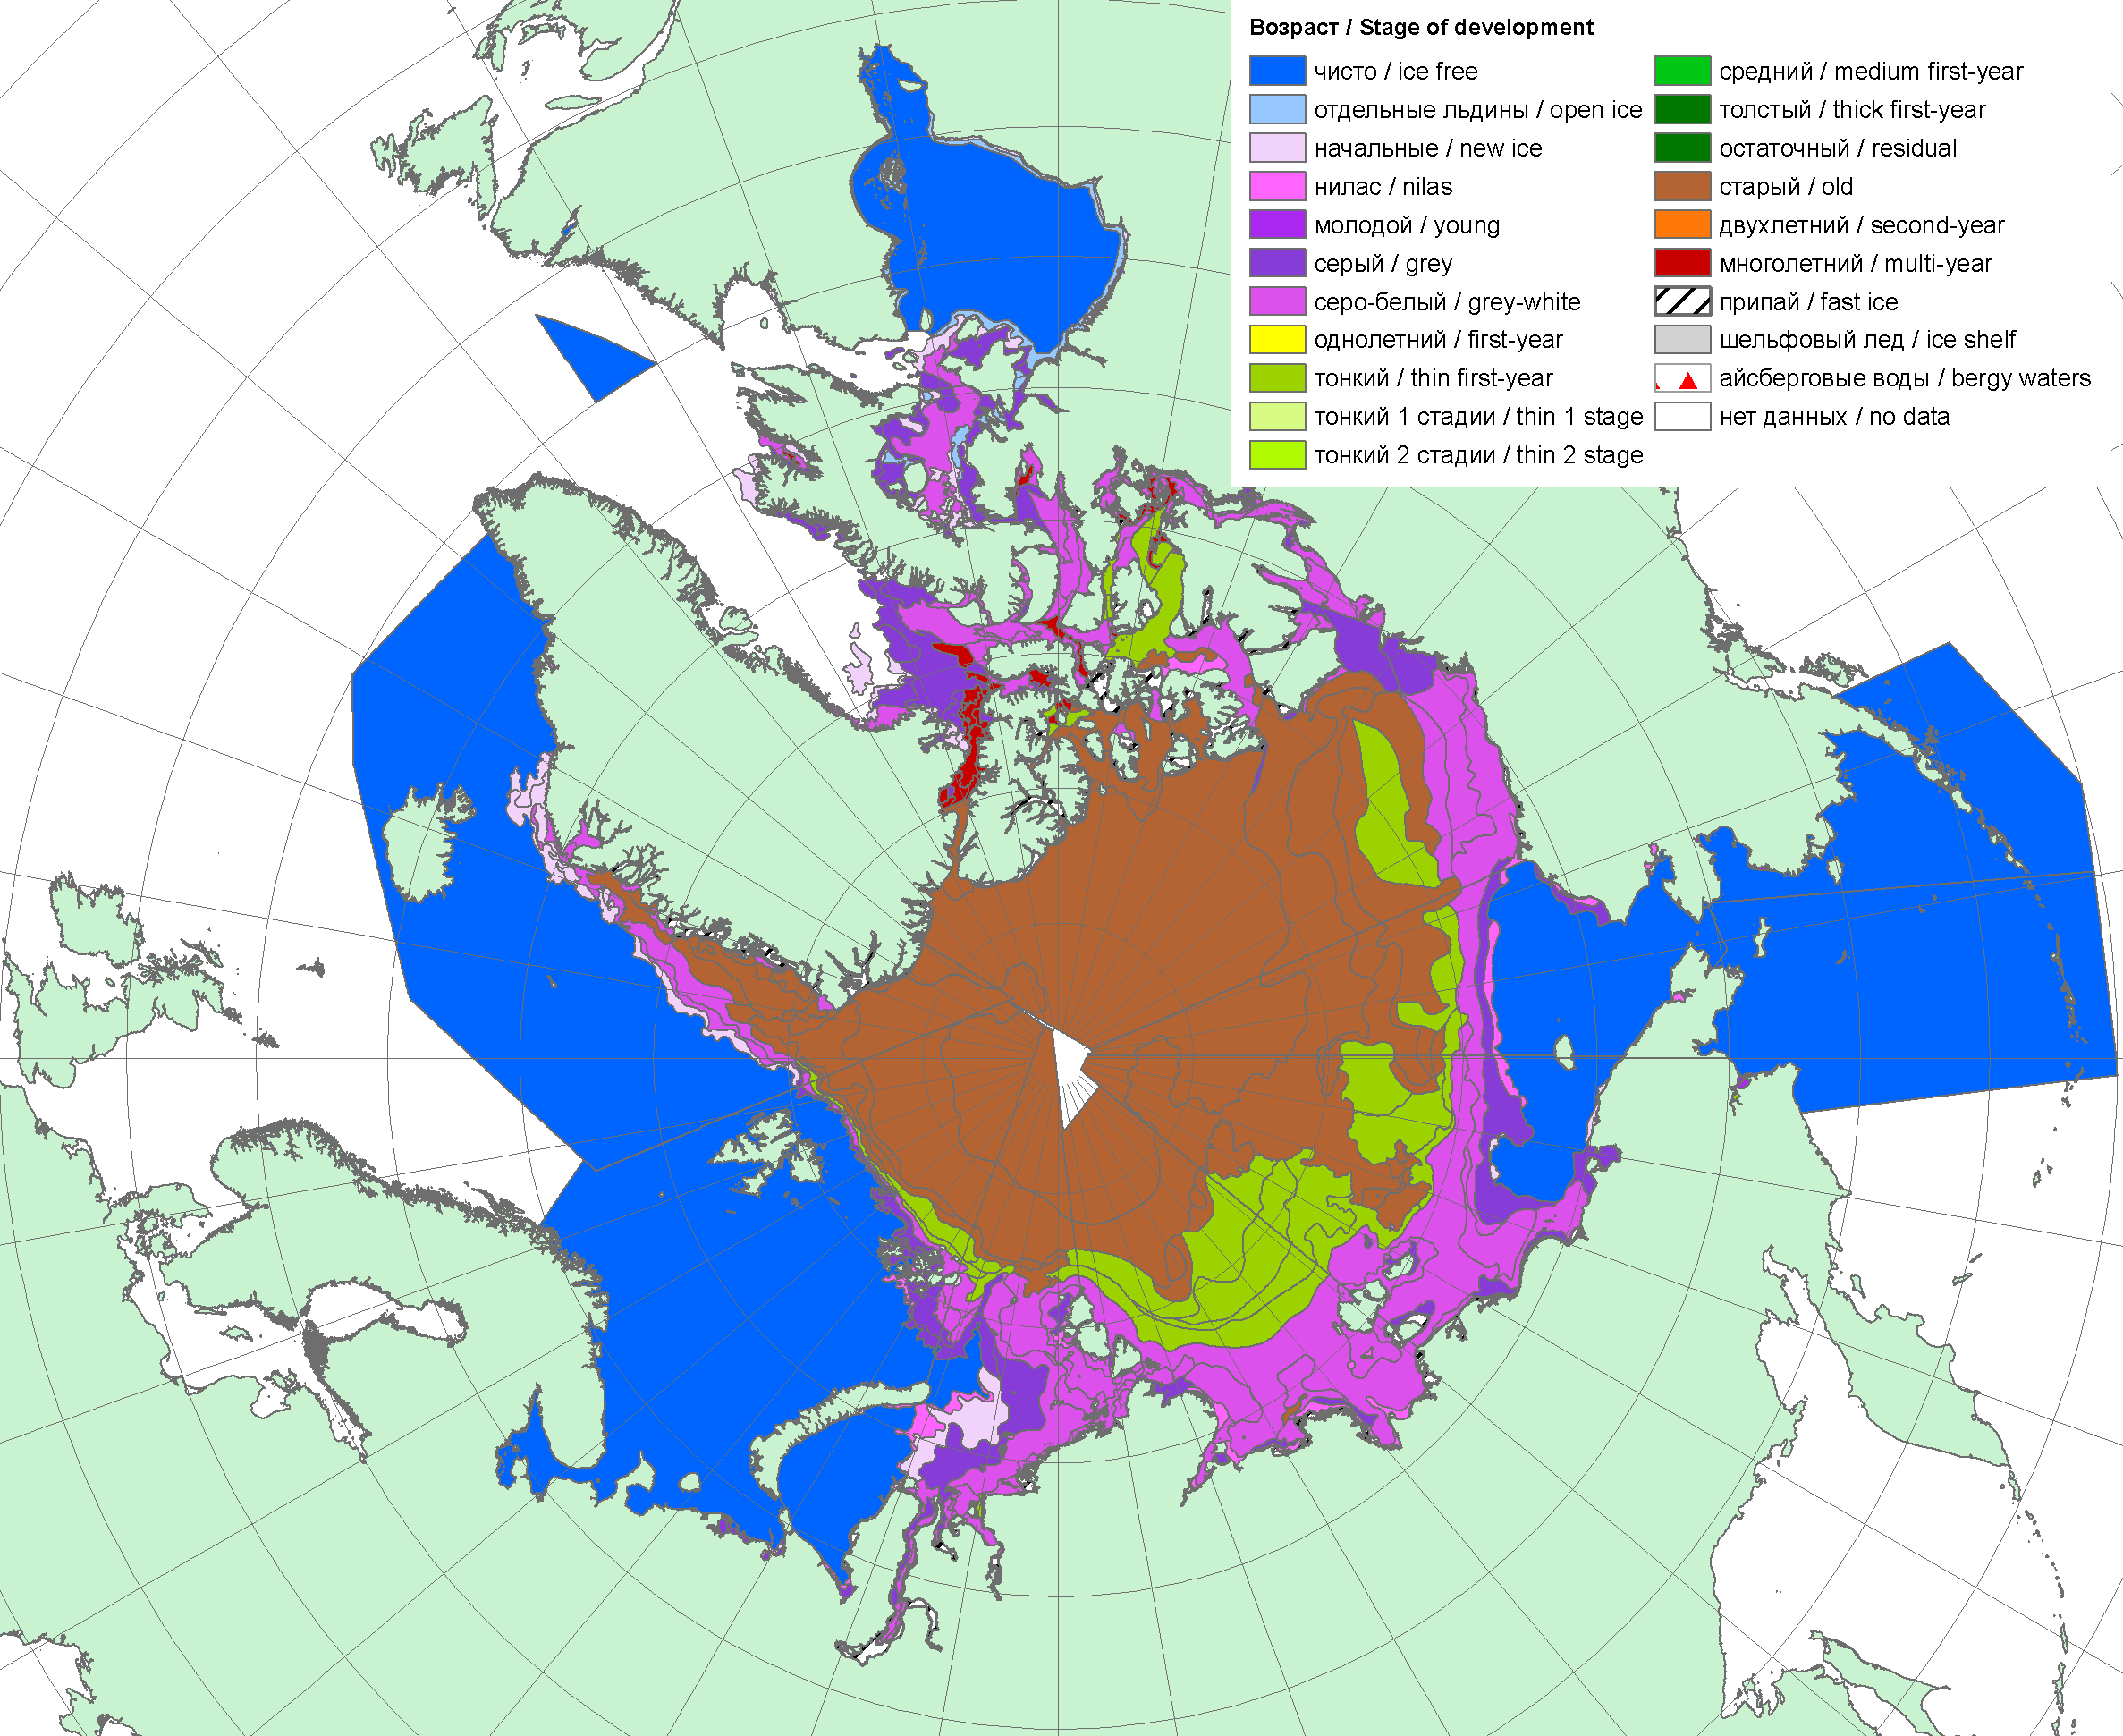 Возраст / Stage of development
чисто / ice free
отдельные льдины / open ice
начальные / new ice
нилас / nilas
молодой / young
серый / grey
серо-белый / grey-white
однолетний / first-year
тонкий / thin first-year
тонкий 1 стадии / thin 1 stage
тонкий 2 стадии / thin 2 stage
средний / medium first-year
толстый / thick first-year
остаточный / residual
старый / old
двухлетний / second-year
многолетний / multi-year
припай / fast ice
шельфовый лед / ice shelf
айсберговые воды / bergy waters
нет данных / no data